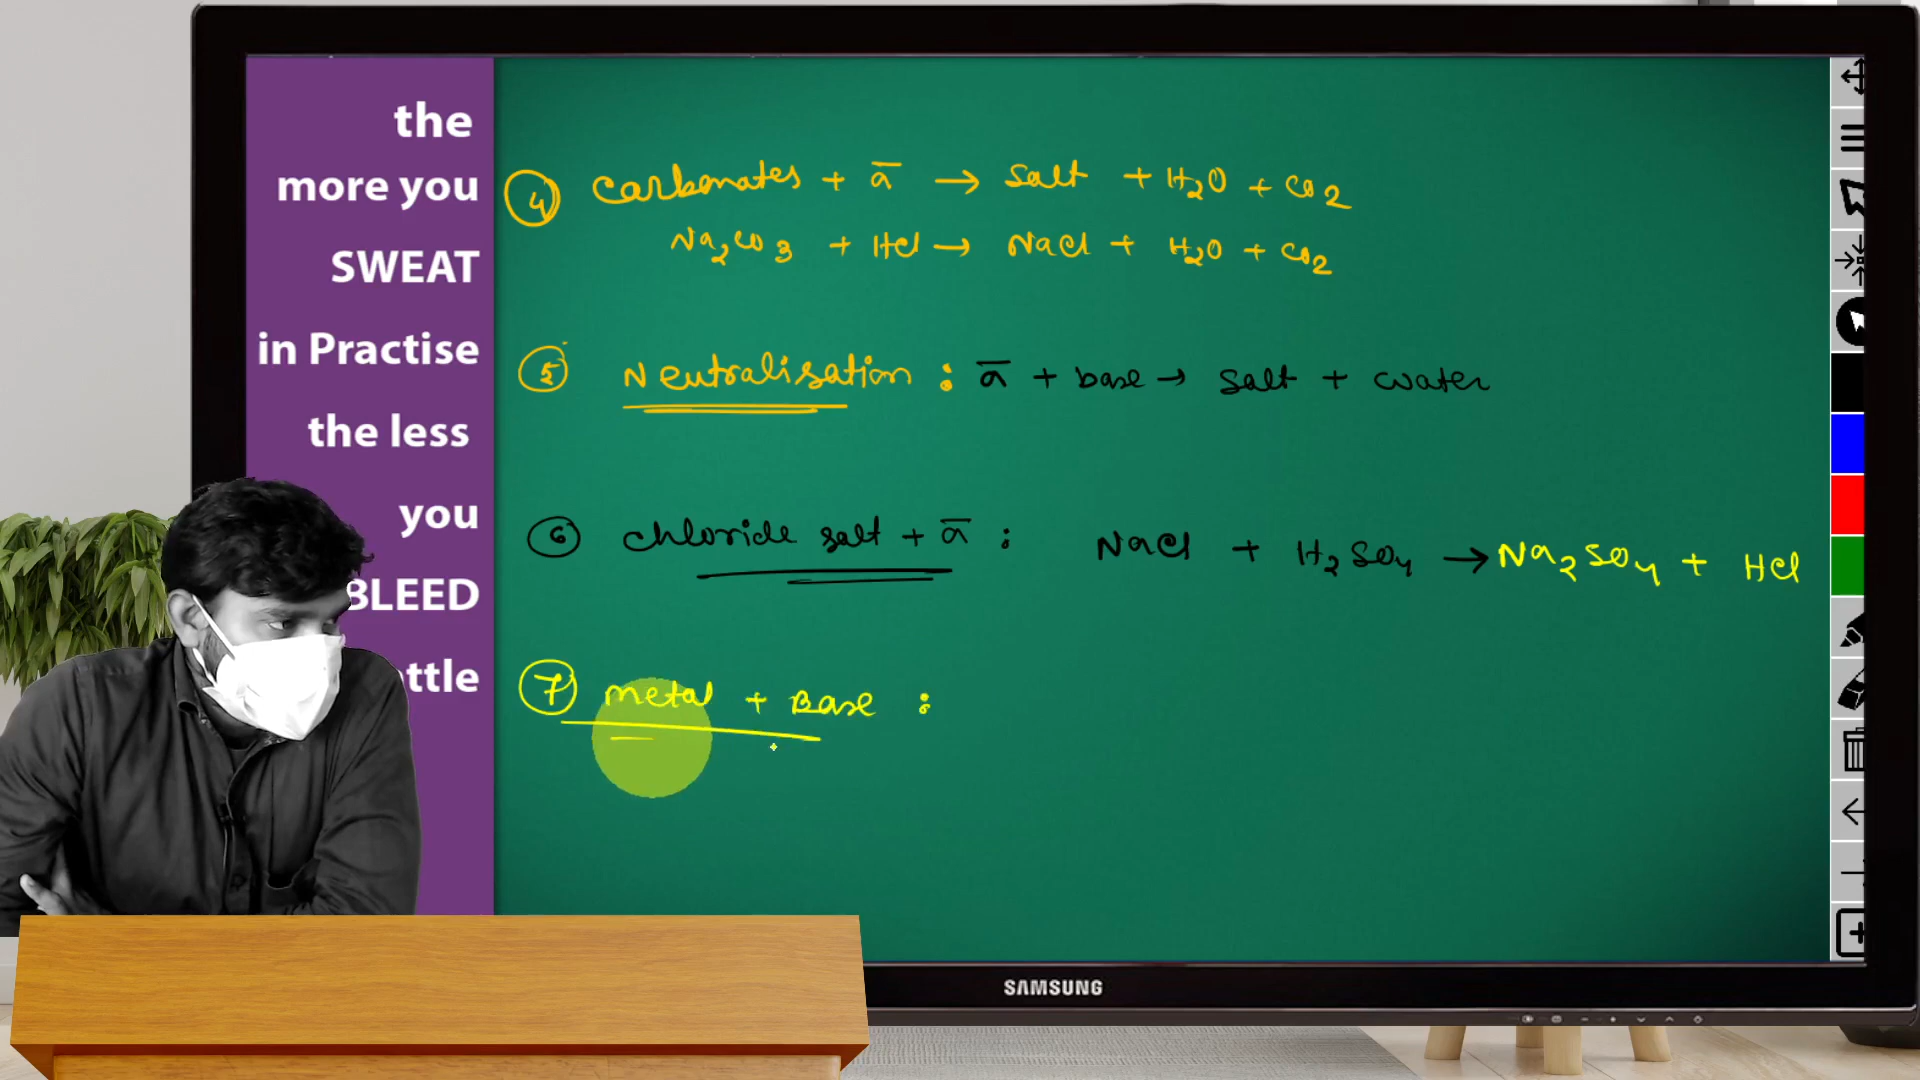 the
more you
SWEAT
in Practise
the less
you
BLEED
ttle
④ Carbonates + a̅ → Salt + H₂O + CO₂
Na₂CO₃ + HCl → NaCl + H₂O + CO₂
⑤ Neutralisation : a̅ + base → salt + water
⑥ chloride salt + a̅ : NaCl + H₂SO₄ → Na₂SO₄ + HCl
⑦ metal + Base :
SAMSUNG